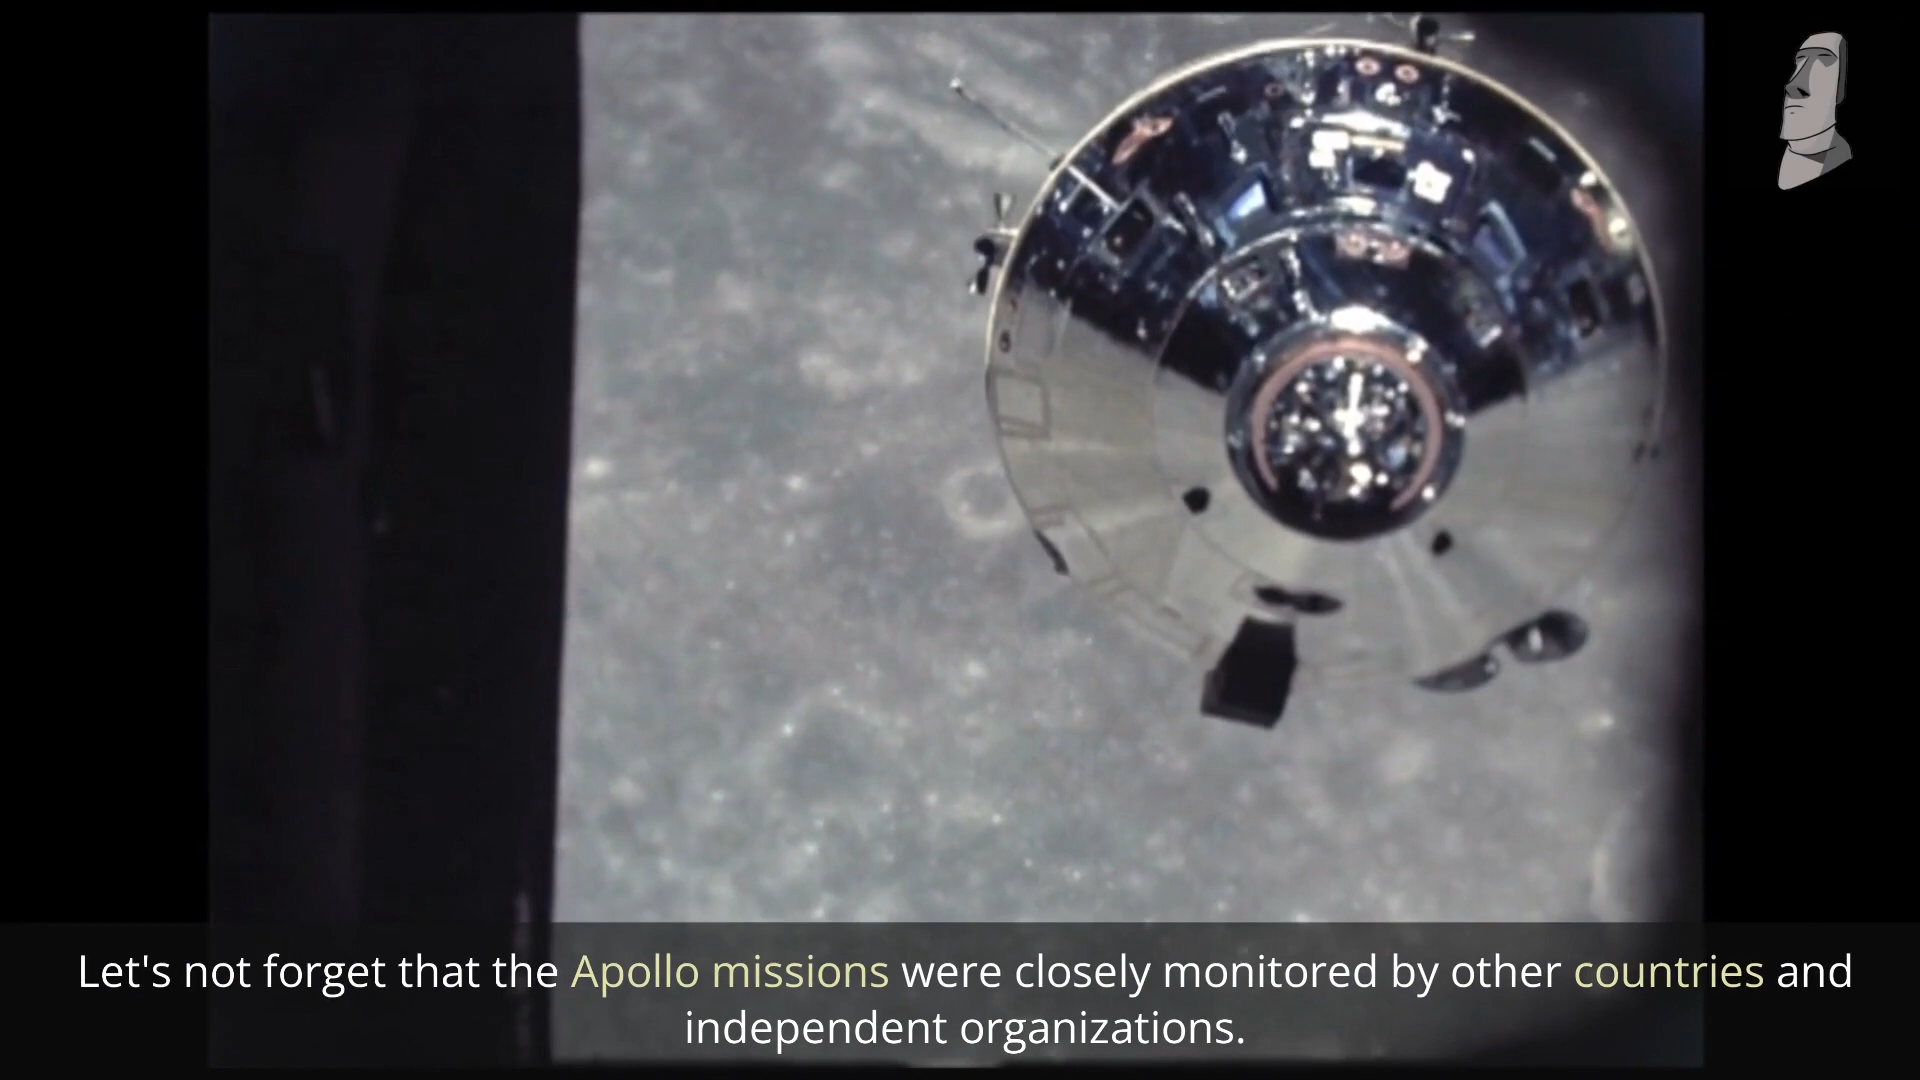 Let's not forget that the Apollo missions were closely monitored by other countries and
independent organizations.